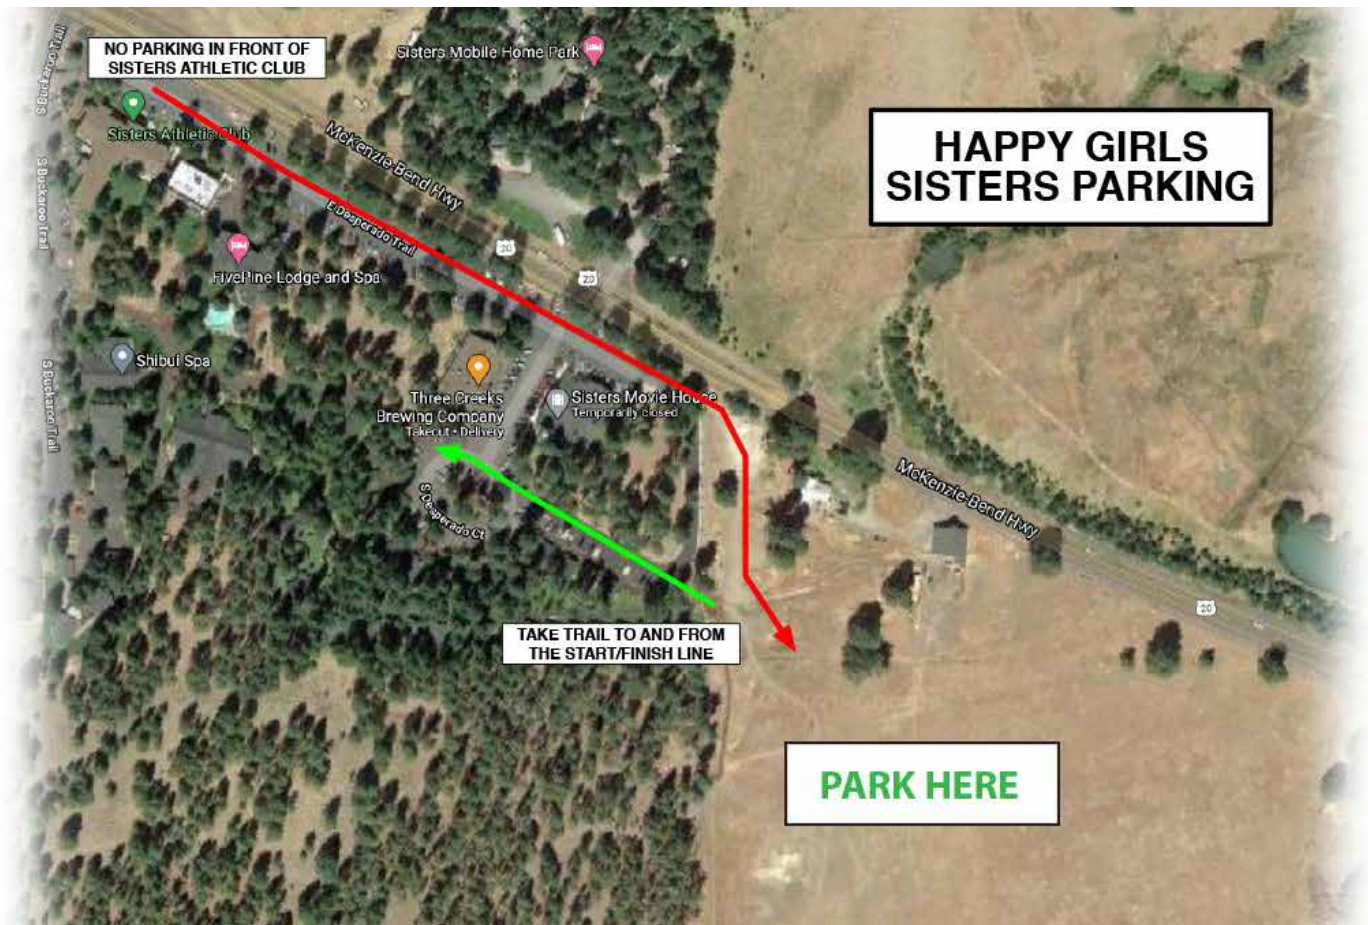 NO PARKING IN FRONT OF
SISTERS ATHLETIC CLUB
Sisters Mobile Home Park
S Buckaroo Trail
Sisters Athletic Club
HAPPY GIRLS
SISTERS PARKING
McKenzie-Bend Hwy
S Buckaroo Trail
E Desperado Trail
20
20
FivePine Lodge and Spa
Shibui Spa
S Buckaroo Trail
Three Creeks
Brewing Company
Takeout • Delivery
Sisters Movie House
Temporarily closed
McKenzie-Bend Hwy
S Desperado Ct
20
TAKE TRAIL TO AND FROM
THE START/FINISH LINE
PARK HERE